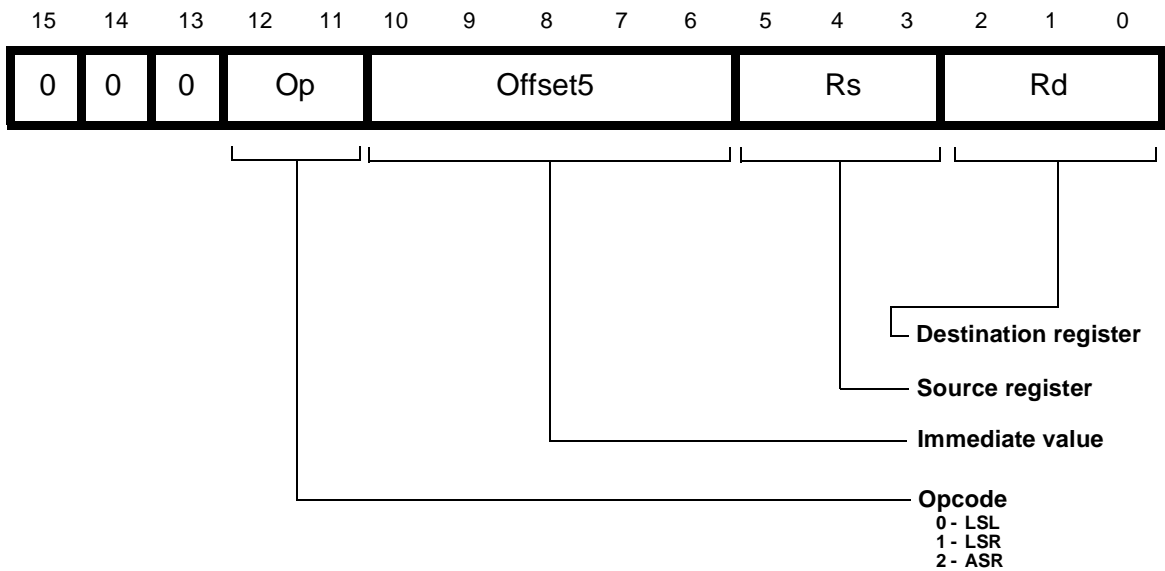 15 14 13 12 11 10 9 8 7 6 5 4 3 2 1 0
0 0 0 Op Offset5 Rs Rd
Destination register
Source register
Immediate value
Opcode
0 - LSL
1 - LSR
2 - ASR